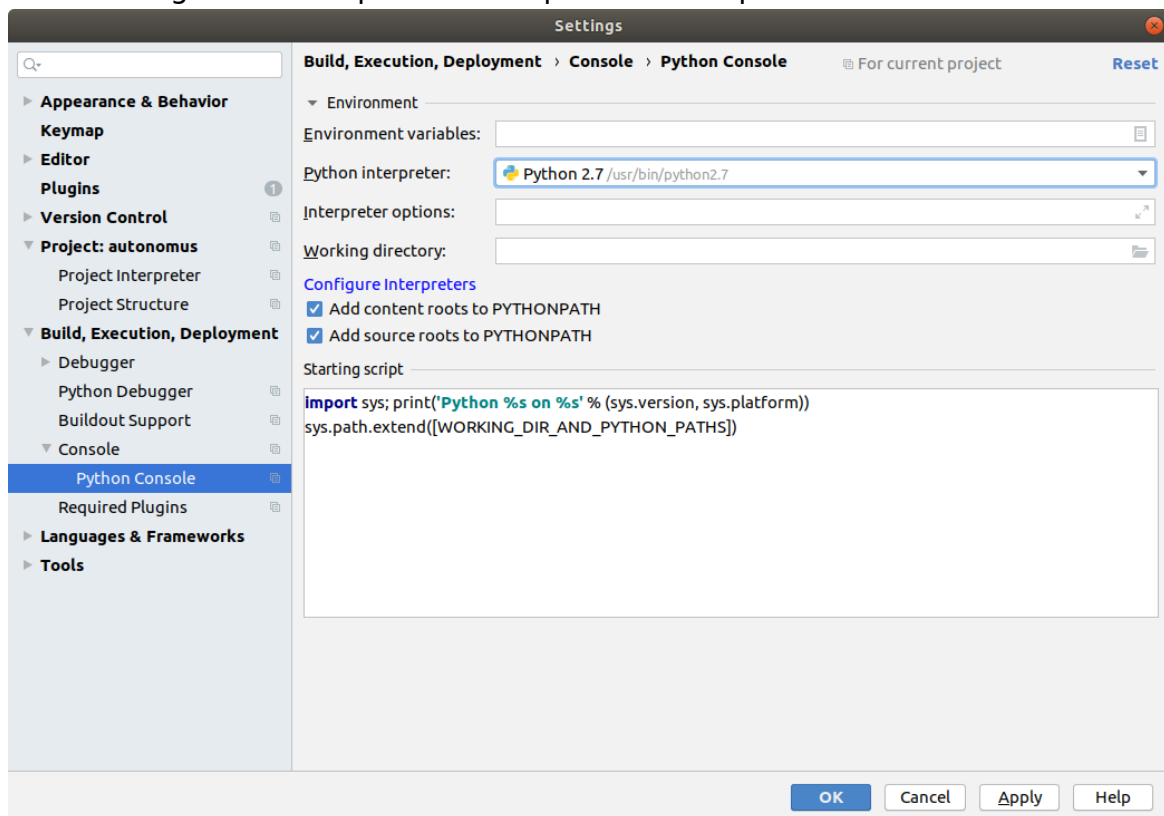 Settings
Build, Execution, Deployment › Console › Python Console
For current project
Reset
Appearance & Behavior
Keymap
Editor
Plugins
1
Version Control
Project: autonomus
Project Interpreter
Project Structure
Build, Execution, Deployment
Debugger
Python Debugger
Buildout Support
Console
Python Console
Required Plugins
Languages & Frameworks
Tools
Environment
Environment variables:
Python interpreter:
Python 2.7 /usr/bin/python2.7
Interpreter options:
Working directory:
Configure Interpreters
Add content roots to PYTHONPATH
Add source roots to PYTHONPATH
Starting script
import sys; print('Python %s on %s' % (sys.version, sys.platform))
sys.path.extend([WORKING_DIR_AND_PYTHON_PATHS])
OK
Cancel
Apply
Help